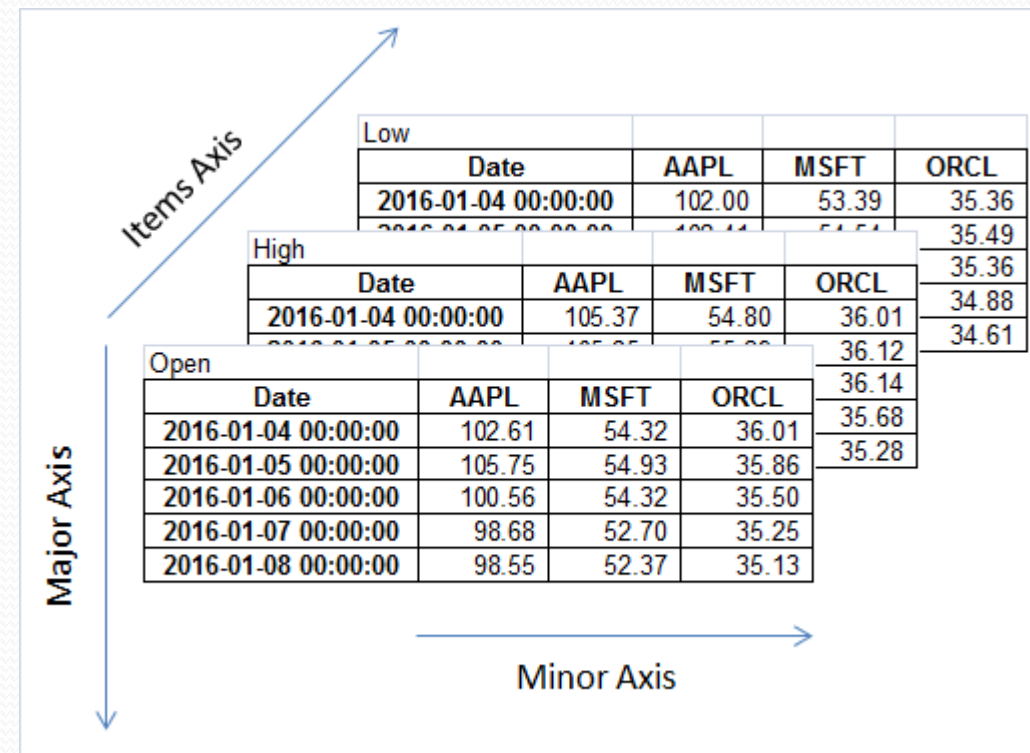 Items Axis
Low
Date AAPL MSFT ORCL
2016-01-04 00:00:00 102.00 53.39 35.36
35.49
35.36
34.88
34.61
High
Date AAPL MSFT ORCL
2016-01-04 00:00:00 105.37 54.80 36.01
36.12
36.14
35.68
35.28
Open
Date AAPL MSFT ORCL
2016-01-04 00:00:00 102.61 54.32 36.01
2016-01-05 00:00:00 105.75 54.93 35.86
2016-01-06 00:00:00 100.56 54.32 35.50
2016-01-07 00:00:00 98.68 52.70 35.25
2016-01-08 00:00:00 98.55 52.37 35.13
Major Axis
Minor Axis